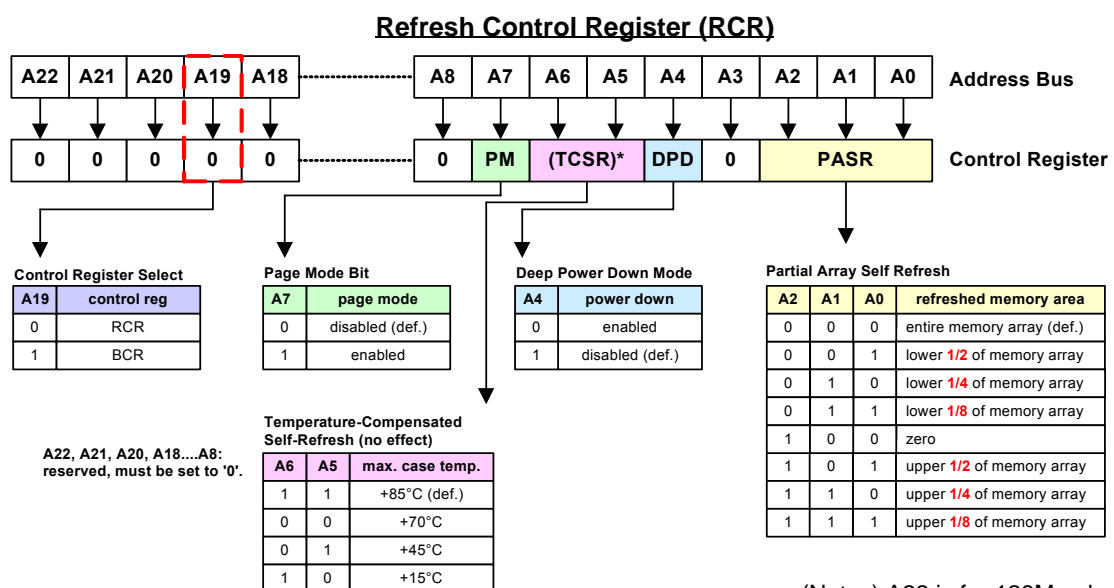 Refresh Control Register (RCR)
A22 A21 A20 A19 A18 A8 A7 A6 A5 A4 A3 A2 A1 A0 Address Bus
0 0 0 0 0 0 PM (TCSR)* DPD 0 PASR Control Register
Control Register Select
A19 control reg
0 RCR
1 BCR
Page Mode Bit
A7 page mode
0 disabled (def.)
1 enabled
Deep Power Down Mode
A4 power down
0 enabled
1 disabled (def.)
Partial Array Self Refresh
A2 A1 A0 refreshed memory area
0 0 0 entire memory array (def.)
0 0 1 lower 1/2 of memory array
0 1 0 lower 1/4 of memory array
0 1 1 lower 1/8 of memory array
1 0 0 zero
1 0 1 upper 1/2 of memory array
1 1 0 upper 1/4 of memory array
1 1 1 upper 1/8 of memory array
A22, A21, A20, A18....A8:
reserved, must be set to '0'.
Temperature-Compensated
Self-Refresh (no effect)
A6 A5 max. case temp.
1 1 +85°C (def.)
0 0 +70°C
0 1 +45°C
1 0 +15°C